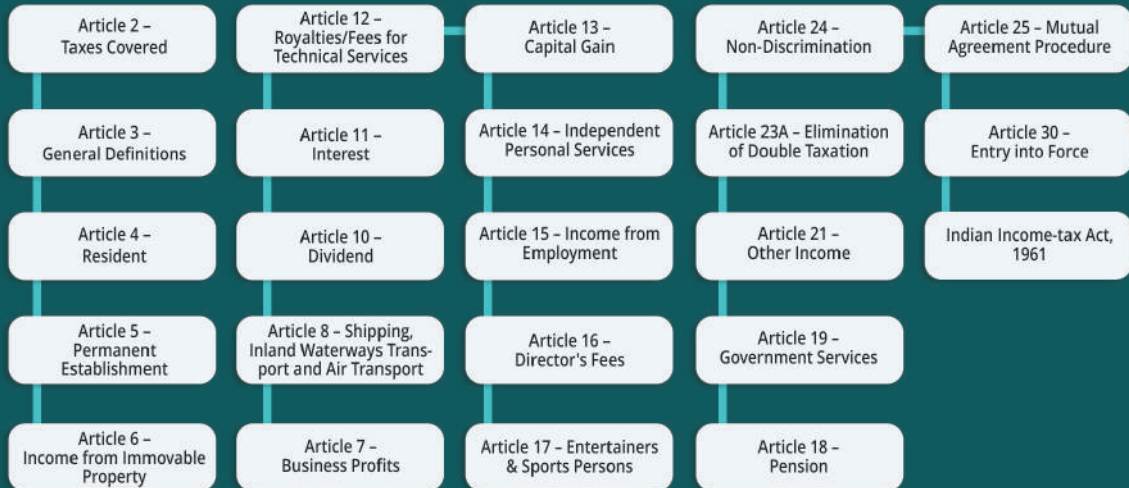 Article 2 –
Taxes Covered
Article 3 –
General Definitions
Article 4 –
Resident
Article 5 –
Permanent
Establishment
Article 6 –
Income from Immovable
Property
Article 7 –
Business Profits
Article 8 – Shipping,
Inland Waterways Trans-
port and Air Transport
Article 10 –
Dividend
Article 11 –
Interest
Article 12 –
Royalties/Fees for
Technical Services
Article 13 –
Capital Gain
Article 14 – Independent
Personal Services
Article 15 – Income from
Employment
Article 16 –
Director's Fees
Article 17 – Entertainers
& Sports Persons
Article 18 –
Pension
Article 19 –
Government Services
Article 21 –
Other Income
Article 23A – Elimination
of Double Taxation
Article 24 –
Non-Discrimination
Article 25 – Mutual
Agreement Procedure
Article 30 –
Entry into Force
Indian Income-tax Act,
1961